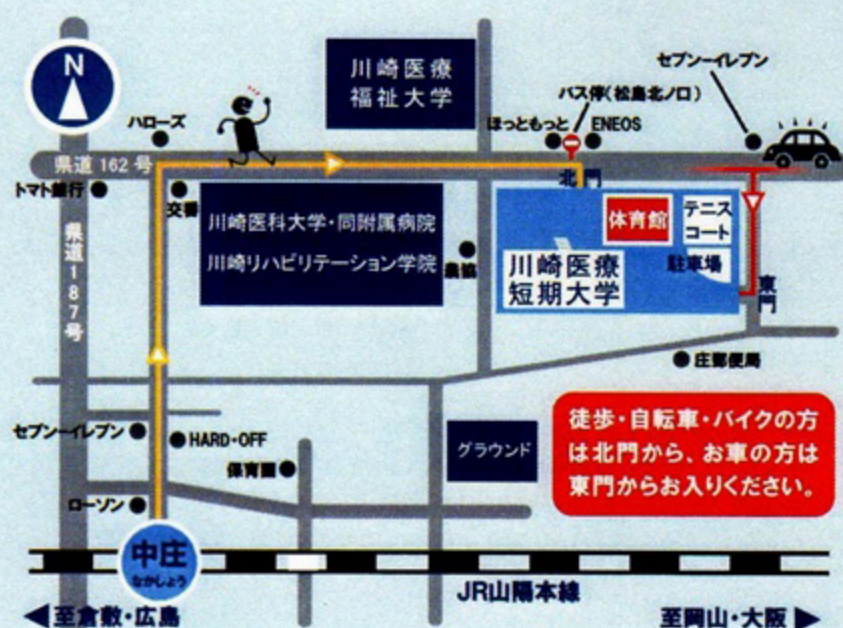 N
川崎医療
福祉大学
セブンーイレブン
バス停(松島北ノ口)
ハローズ
ほっともっと
ENEOS
県道162号
トマト銀行
交番
北門
川崎医科大学・同附属病院
川崎リハビリテーション学院
農協
体育館
テニス
コート
川崎医療
短期大学
駐車場
東門
県道187号
庄郵便局
セブンーイレブン
HARD・OFF
保育園
グラウンド
徒歩・自転車・バイクの方
は北門から、お車の方は
東門からお入りください。
ローソン
中庄
なかしょう
JR山陽本線
至倉敷・広島
至岡山・大阪